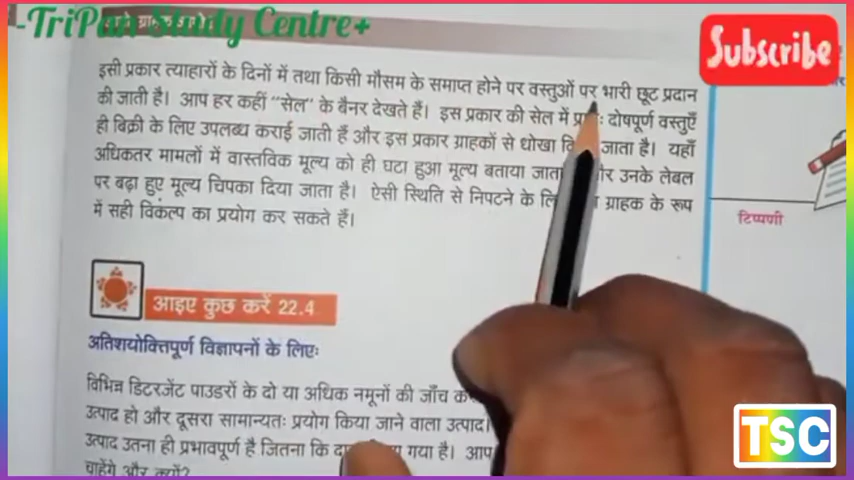 -TriPan Study Centre+
Subscribe
इसी प्रकार त्याहारों के दिनों में तथा किसी मौसम के समाप्त होने पर वस्तुओं पर भारी छूट प्रदान
की जाती है। आप हर कहीं "सेल" के बैनर देखते हैं। इस प्रकार की सेल में दोषपूर्ण वस्तुएँ
ही बिक्री के लिए उपलब्ध कराई जाती हैं और इस प्रकार ग्राहकों से धोखा जाता है। यहाँ
अधिकतर मामलों में वास्तविक मूल्य को ही घटा हुआ मूल्य बताया उनके लेबल
पर बढ़ा हुए मूल्य चिपका दिया जाता है। ऐसी स्थिति से निपटने के ग्राहक के रूप
में सही विकल्प का प्रयोग कर सकते हैं।
टिप्पणी
आइए कुछ करें 22.4
अतिशयोक्तिपूर्ण विज्ञापनों के लिएः
विभिन्न डिटरजेंट पाउडरों के दो या अधिक नमूनों की जाँच
उत्पाद हो और दूसरा सामान्यतः प्रयोग किया जाने वाला उत्पाद।
उत्पाद उतना ही प्रभावपूर्ण है जितना कि गया है। आप
चाहेंगे और क्यों?
TSC